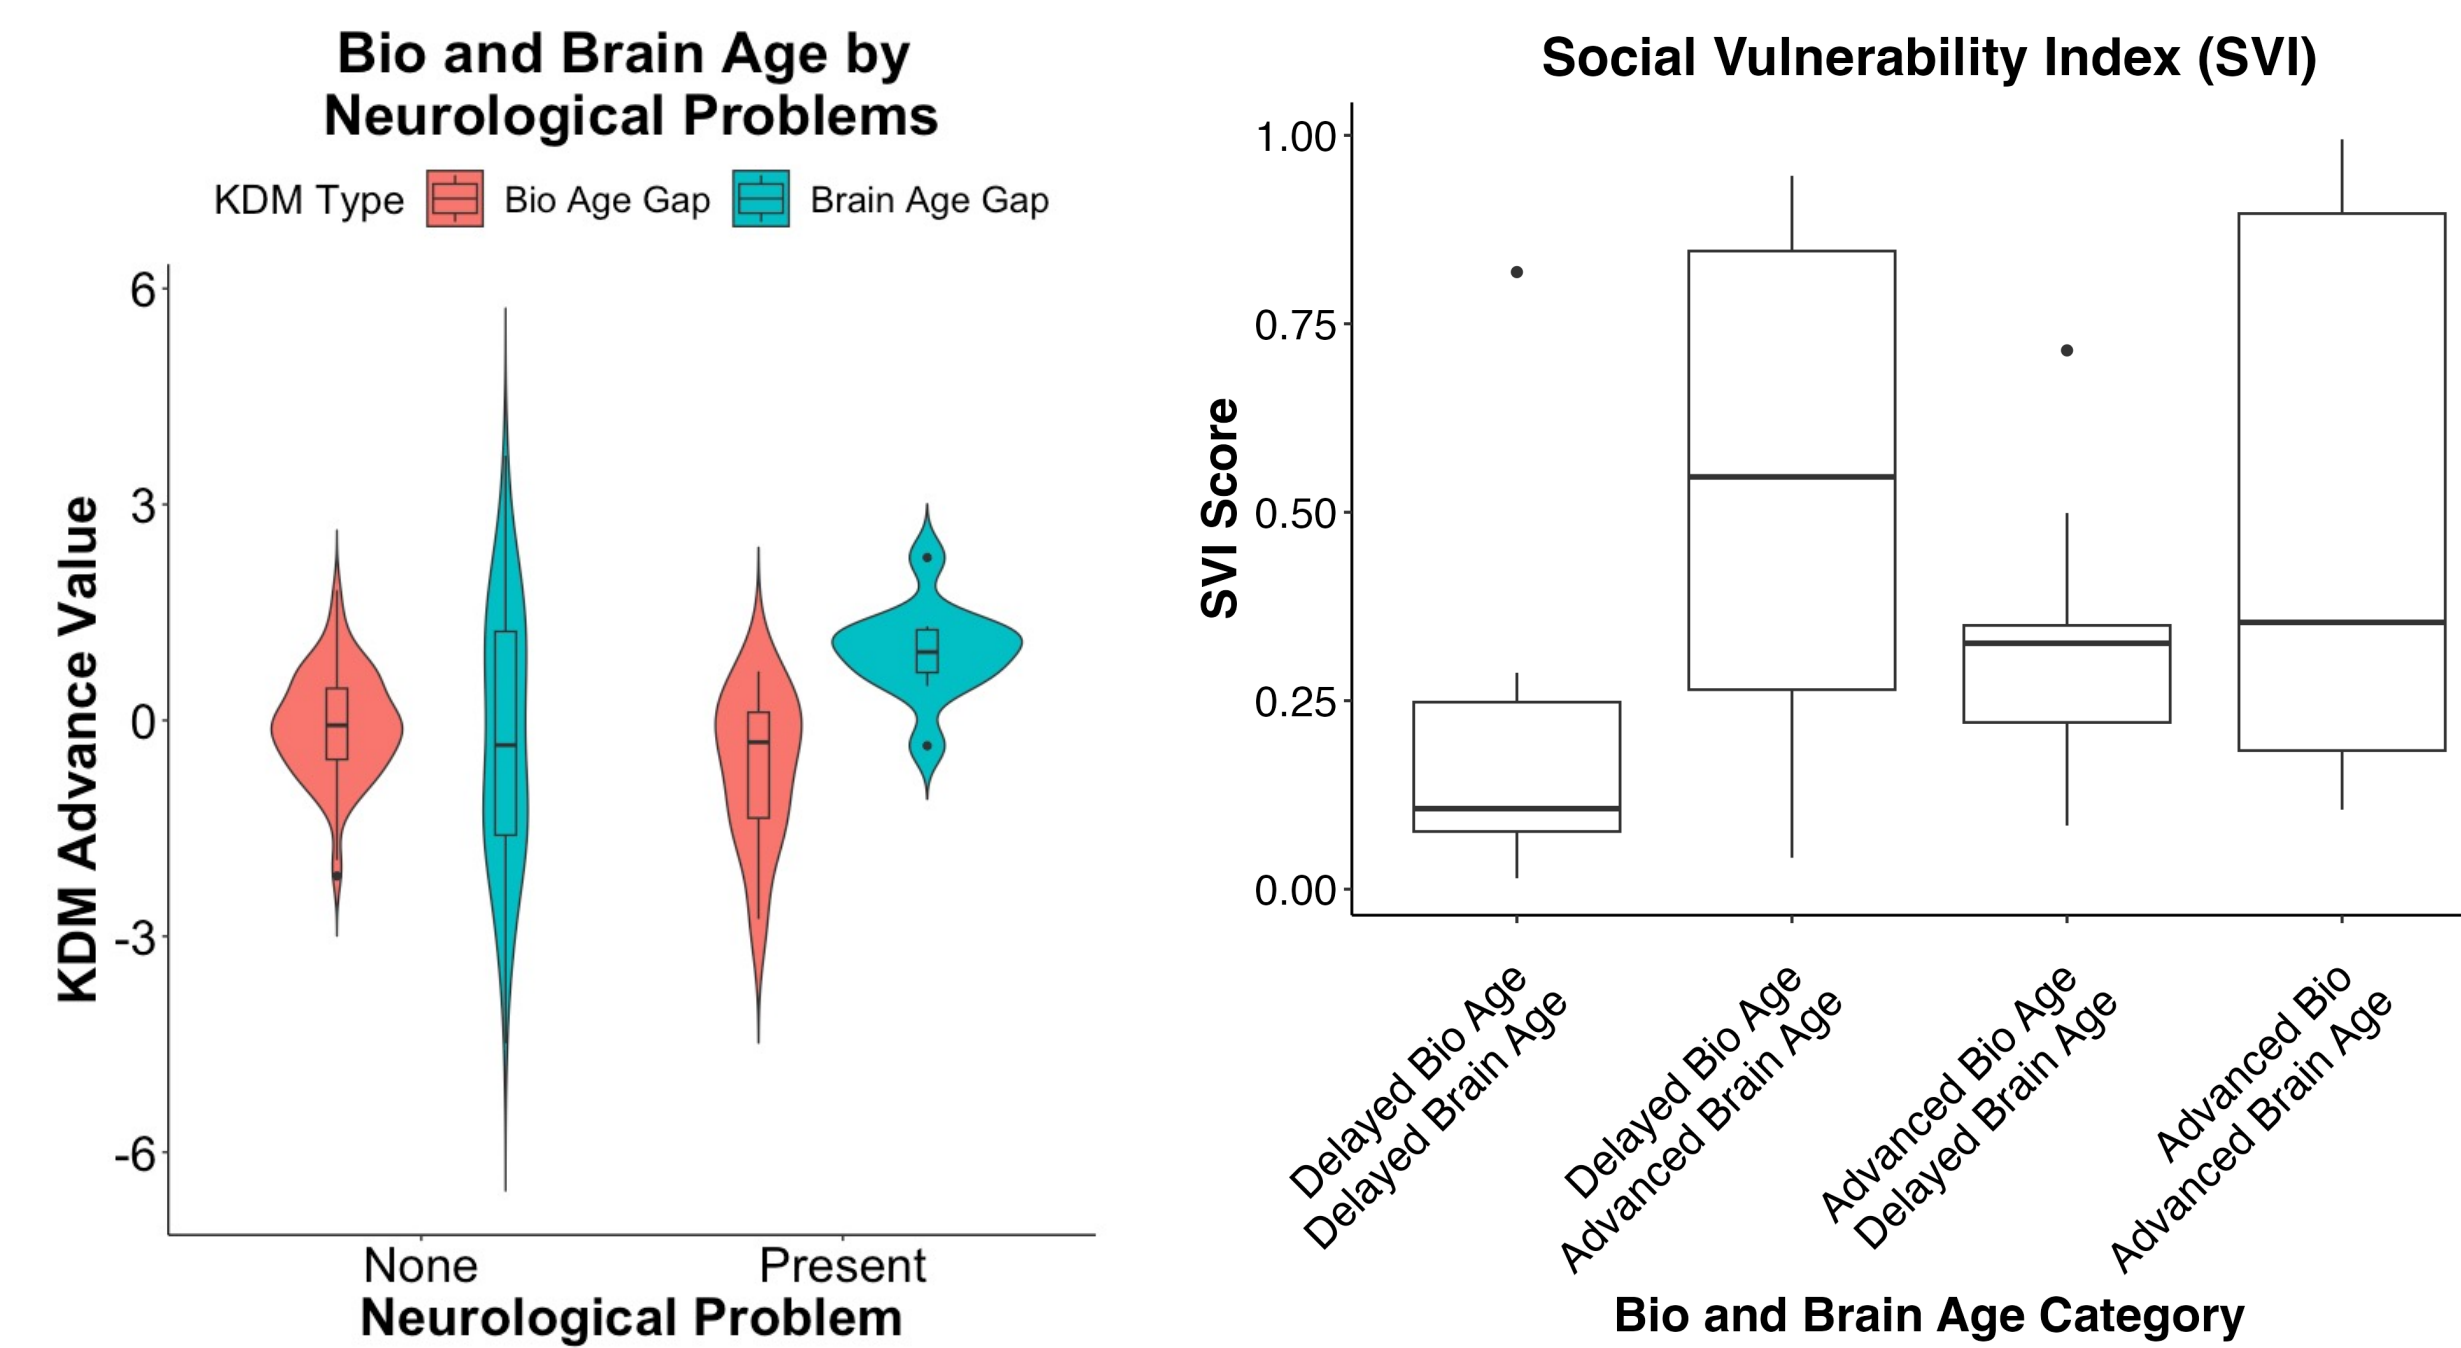 Bio and Brain Age by
Neurological Problems
KDM Type Bio Age Gap Brain Age Gap
KDM Advance Value
6
3
0
-3
-6
None Present
Neurological Problem
Social Vulnerability Index (SVI)
SVI Score
1.00
0.75
0.50
0.25
0.00
Delayed Bio Age
Delayed Brain Age
Delayed Bio Age
Advanced Brain Age
Advanced Bio Age
Delayed Brain Age
Advanced Bio
Advanced Brain Age
Bio and Brain Age Category